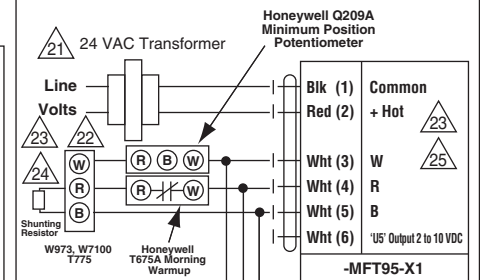 Honeywell Q209A
Minimum Position
Potentiometer
21 24 VAC Transformer
Line
Volts
Blk (1) Common
Red (2) + Hot
23
23 22
24
W R B W
Wht (3) W
25
R R W
Wht (4) R
B
Wht (5) B
Wht (6) 'U5' Output 2 to 10 VDC
Shunting
Resistor
W973, W7100
T775
Honeywell
T675A Morning
Warmup
-MFT95-X1